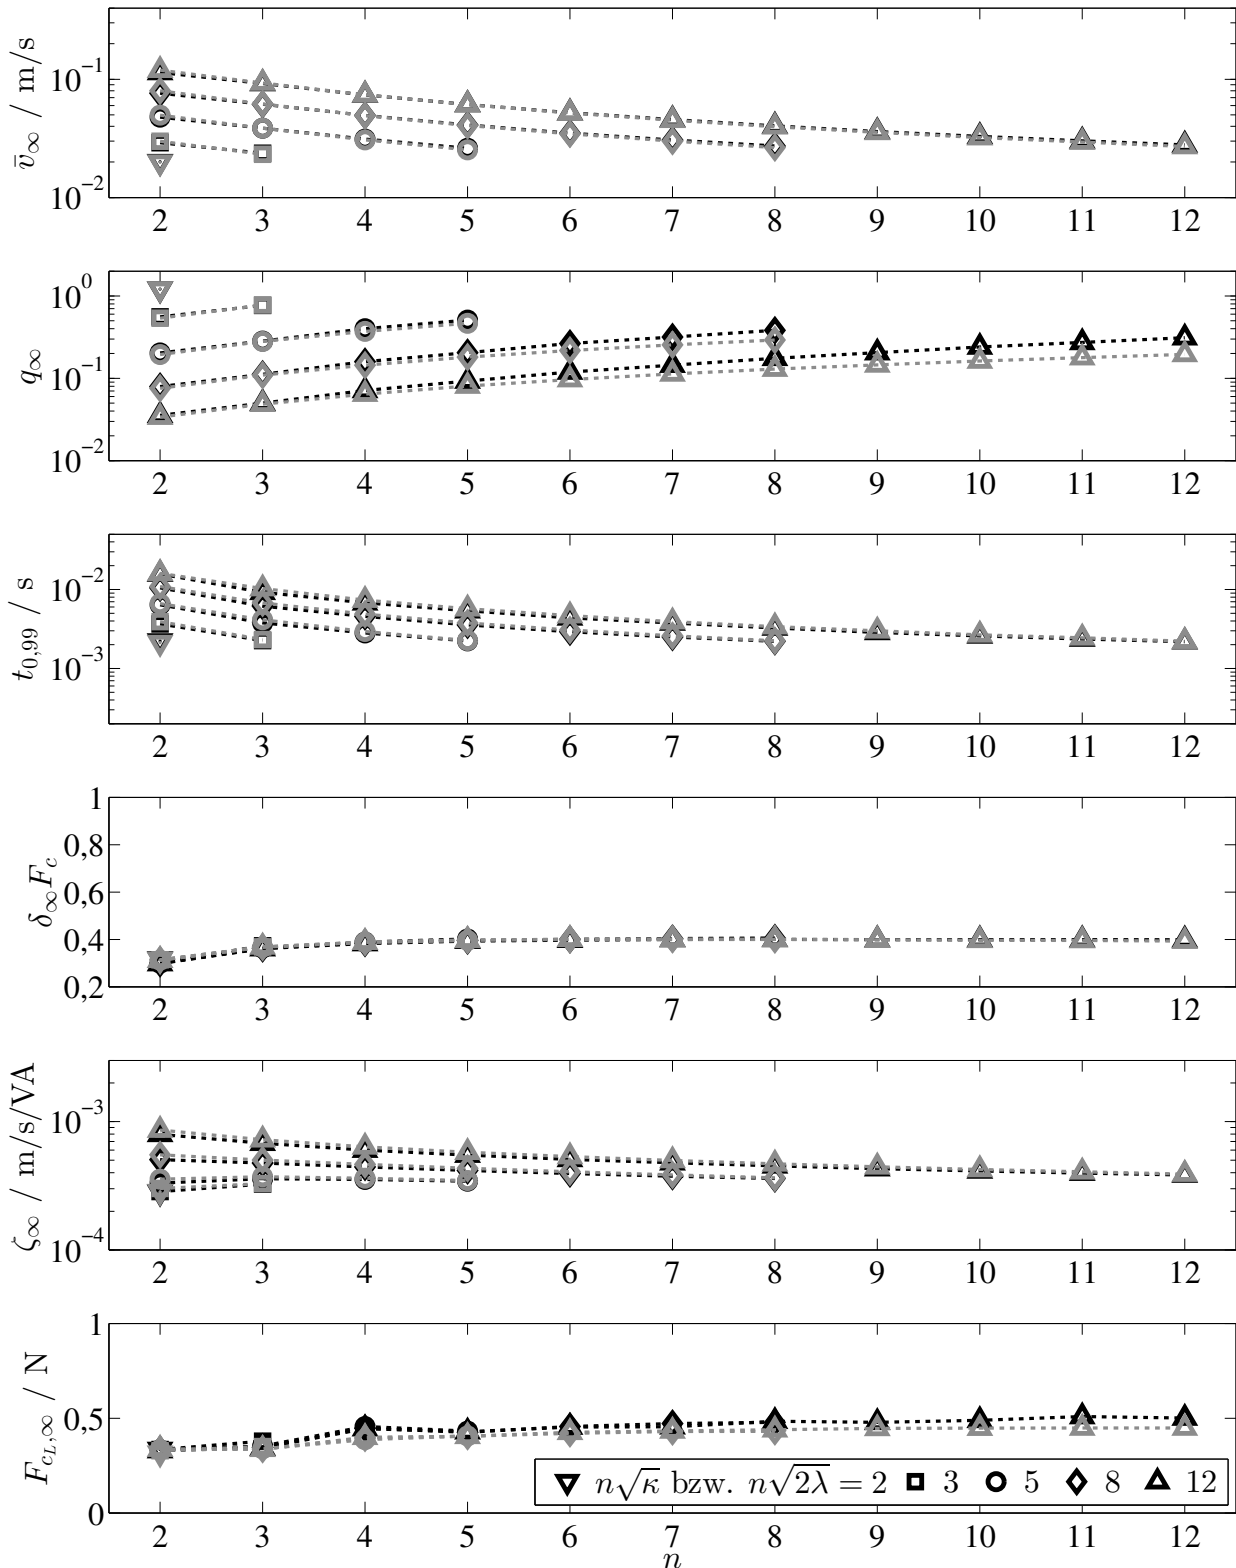 v̄∞ / m/s
10⁻¹
10⁻²
2 3 4 5 6 7 8 9 10 11 12
q∞
10⁰
10⁻¹
10⁻²
2 3 4 5 6 7 8 9 10 11 12
t₀,₉₉ / s
10⁻²
10⁻³
2 3 4 5 6 7 8 9 10 11 12
δ∞F_c
1
0,8
0,6
0,4
0,2
2 3 4 5 6 7 8 9 10 11 12
ζ∞ / m/s/VA
10⁻³
10⁻⁴
2 3 4 5 6 7 8 9 10 11 12
F_{c_L,∞} / N
1
0,5
0
n√κ bzw. n√2λ = 2 3 5 8 12
2 3 4 5 6 7 8 9 10 11 12
n